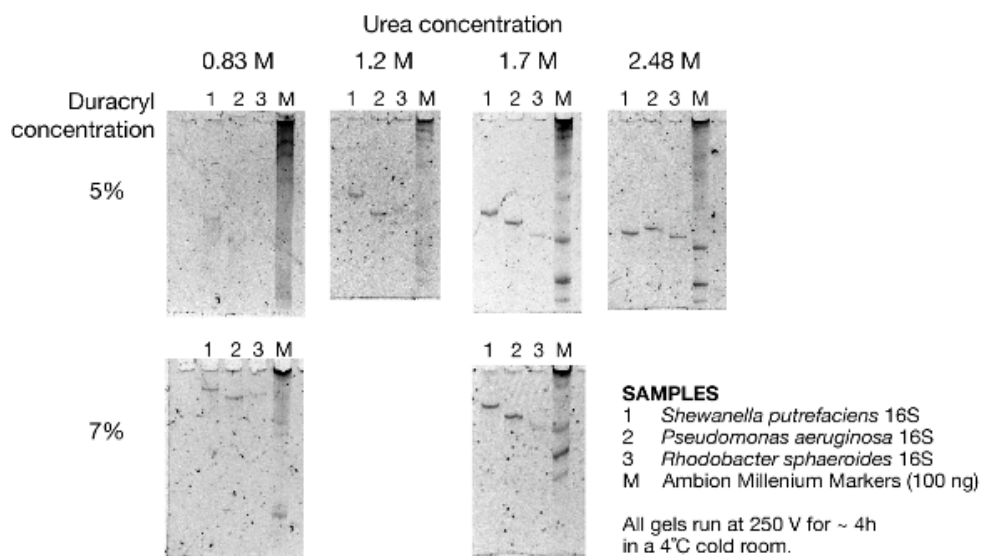 Urea concentration
0.83 M 1.2 M 1.7 M 2.48 M
Duracryl
concentration
1 2 3 M 1 2 3 M 1 2 3 M 1 2 3 M
5%
1 2 3 M 1 2 3 M
7%
SAMPLES
1 Shewanella putrefaciens 16S
2 Pseudomonas aeruginosa 16S
3 Rhodobacter sphaeroides 16S
M Ambion Millenium Markers (100 ng)
All gels run at 250 V for ~ 4h
in a 4°C cold room.